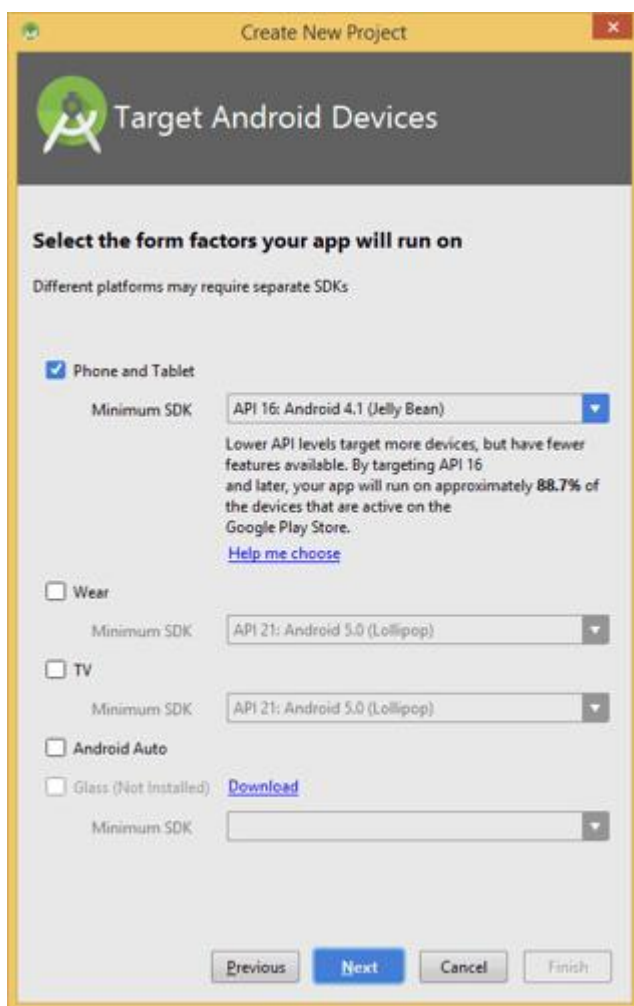 Create New Project
Target Android Devices
Select the form factors your app will run on
Different platforms may require separate SDKs
Phone and Tablet
Minimum SDK API 16: Android 4.1 (Jelly Bean)
Lower API levels target more devices, but have fewer
features available. By targeting API 16
and later, your app will run on approximately 88.7% of
the devices that are active on the
Google Play Store.
Help me choose
Wear
Minimum SDK API 21: Android 5.0 (Lollipop)
TV
Minimum SDK API 21: Android 5.0 (Lollipop)
Android Auto
Glass (Not Installed) Download
Minimum SDK
Previous Next Cancel Finish